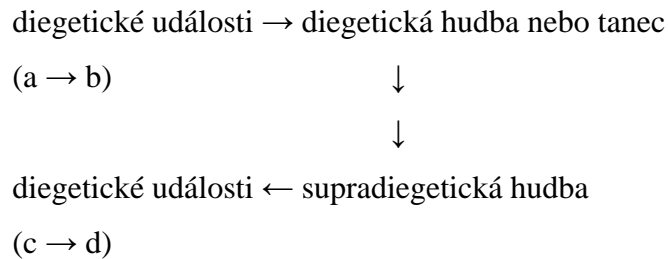 diegetické události → diegetická hudba nebo tanec
(a → b) ↓
↓
diegetické události ← supradiegetická hudba
(c → d)